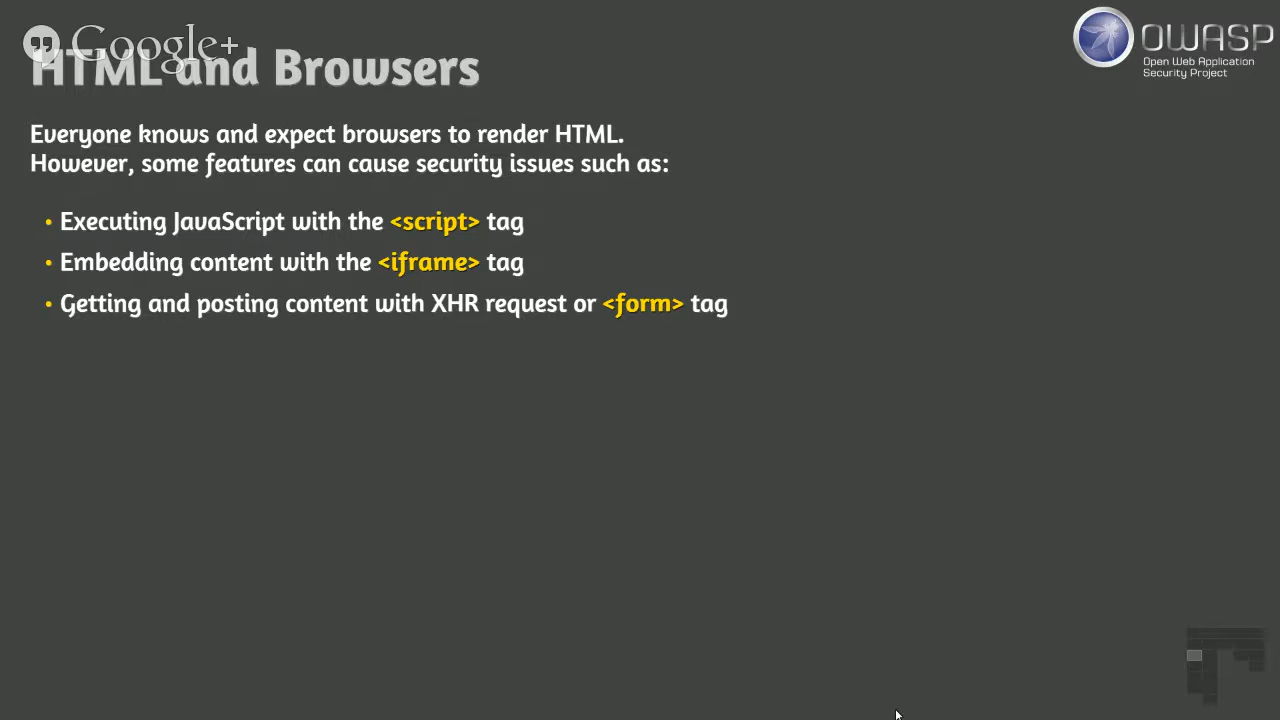 Google+
HTML and Browsers
OWASP
Open Web Application
Security Project
Everyone knows and expect browsers to render HTML.
However, some features can cause security issues such as:
• Executing JavaScript with the <script> tag
• Embedding content with the <iframe> tag
• Getting and posting content with XHR request or <form> tag